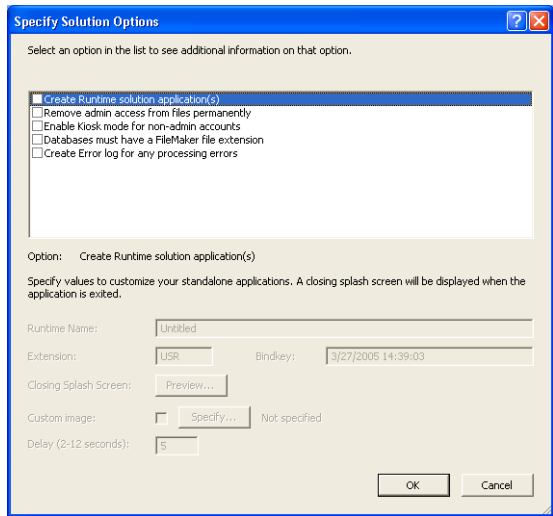 Specify Solution Options
Select an option in the list to see additional information on that option.
Create Runtime solution application(s)
Remove admin access from files permanently
Enable Kiosk mode for non-admin accounts
Databases must have a FileMaker file extension
Create Error log for any processing errors
Option: Create Runtime solution application(s)
Specify values to customize your standalone applications. A closing splash screen will be displayed when the
application is exited.
Runtime Name: Untitled
Extension: USR Bindkey: 3/27/2005 14:39:03
Closing Splash Screen: Preview...
Custom image: Specify... Not specified
Delay (2-12 seconds): 5
OK Cancel